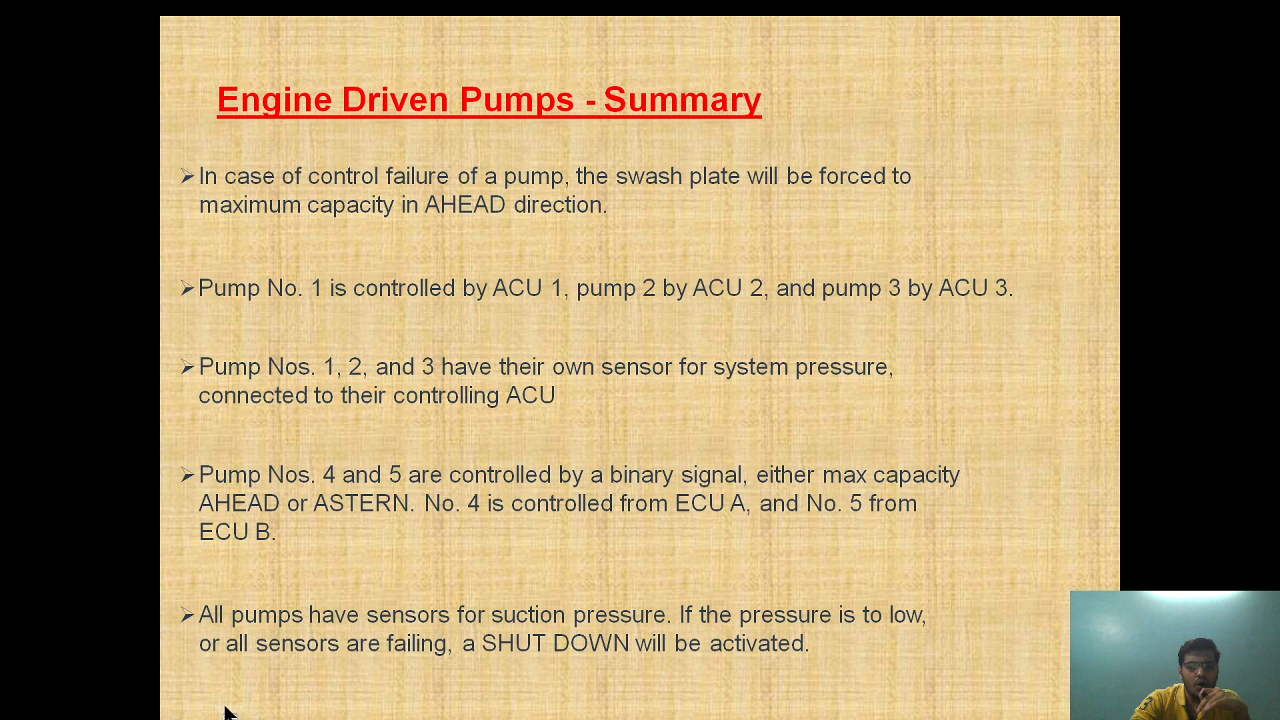 Engine Driven Pumps - Summary
➢In case of control failure of a pump, the swash plate will be forced to
maximum capacity in AHEAD direction.
➢Pump No. 1 is controlled by ACU 1, pump 2 by ACU 2, and pump 3 by ACU 3.
➢Pump Nos. 1, 2, and 3 have their own sensor for system pressure,
connected to their controlling ACU
➢Pump Nos. 4 and 5 are controlled by a binary signal, either max capacity
AHEAD or ASTERN. No. 4 is controlled from ECU A, and No. 5 from
ECU B.
➢All pumps have sensors for suction pressure. If the pressure is to low,
or all sensors are failing, a SHUT DOWN will be activated.